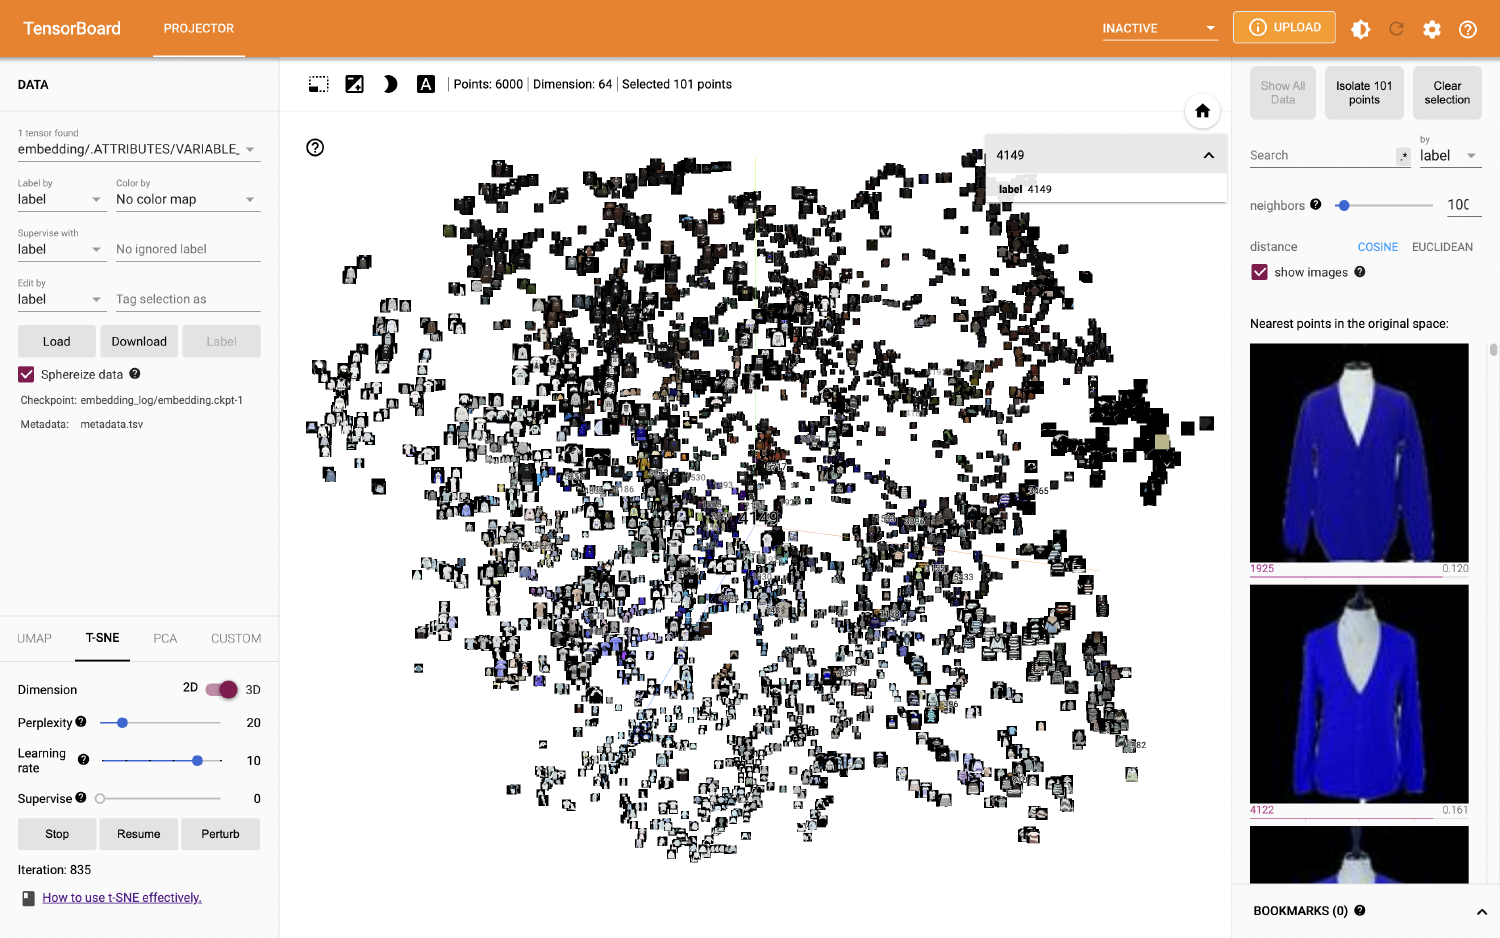 TensorBoard
PROJECTOR
INACTIVE
UPLOAD
DATA
1 tensor found
embedding/.ATTRIBUTES/VARIABLE_
Label by
label
Color by
No color map
Supervise with
label
No ignored label
Edit by
label
Tag selection as
Load
Download
Label
Sphereize data
Checkpoint: embedding_log/embedding.ckpt-1
Metadata: metadata.tsv
UMAP
T-SNE
PCA
CUSTOM
Dimension
2D
3D
Perplexity
20
Learning
rate
10
Supervise
0
Stop
Resume
Perturb
Iteration: 835
How to use t-SNE effectively.
A
Points: 6000
Dimension: 64
Selected 101 points
4149
label 4149
4149
Show All
Data
Isolate 101
points
Clear
selection
Search
.*
by
label
neighbors
100
distance
COSINE
EUCLIDEAN
show images
Nearest points in the original space:
1925
0.120
4122
0.161
BOOKMARKS (0)